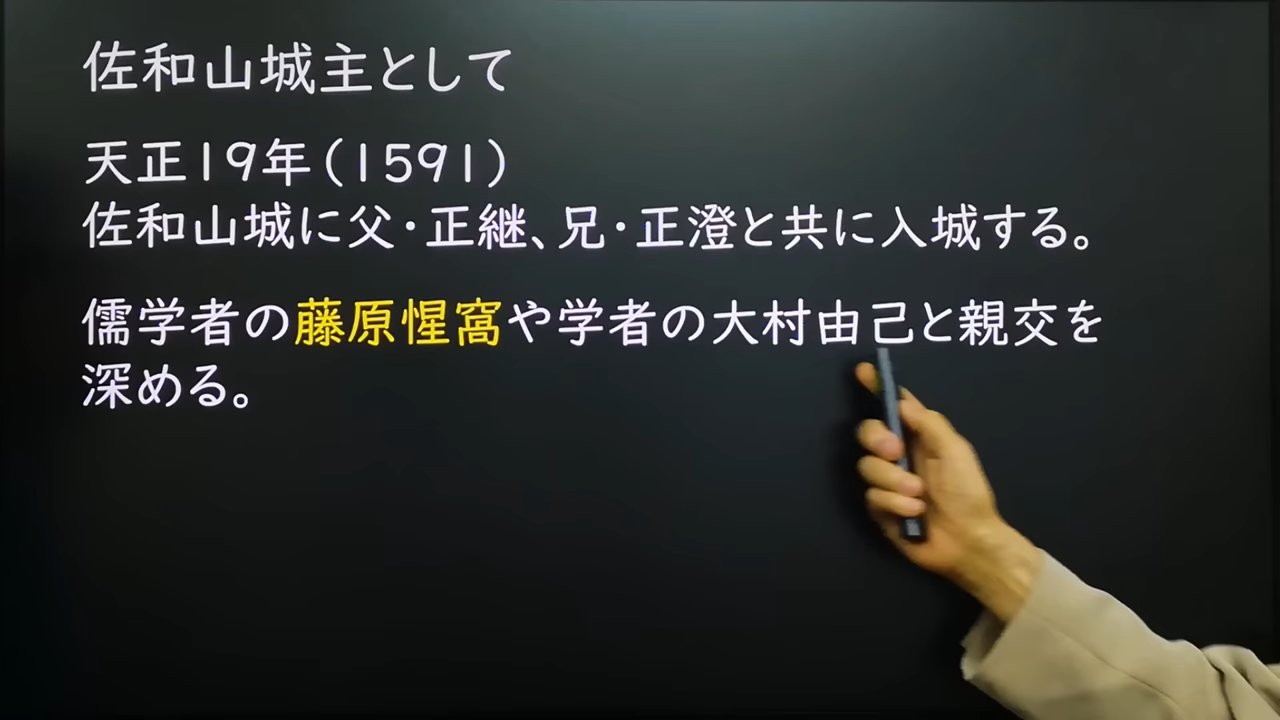 佐和山城主として
天正19年(1591)
佐和山城に父・正継、兄・正澄と共に入城する。
儒学者の藤原惺窩や学者の大村由己と親交を
深める。